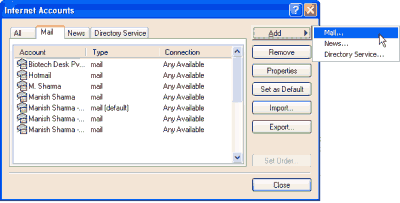 Internet Accounts
All Mail News Directory Service
Add
Mail...
News...
Directory Service...
Account Type Connection
Biotech Desk Pv... mail Any Available
Hotmail mail Any Available
M. Sharma mail Any Available
Manish Sharma mail Any Available
Manish Sharma -... mail (default) Any Available
Manish Sharma -... mail Any Available
Manish Sharma -... mail Any Available
Remove
Properties
Set as Default
Import...
Export...
Set Order...
Close